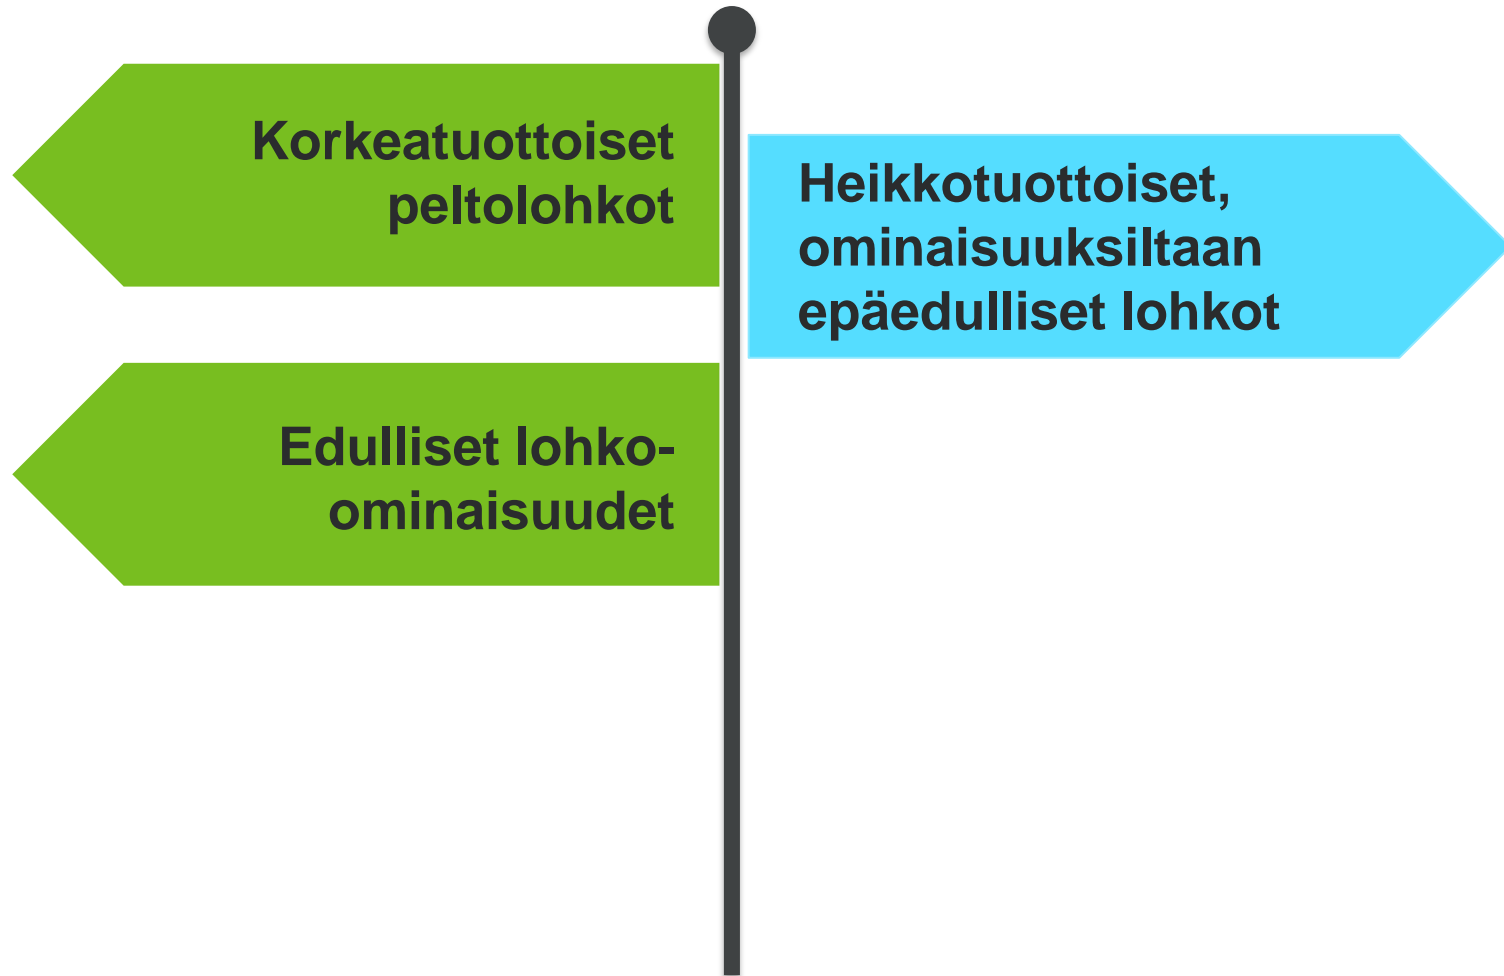 Korkeatuottoiset
peltolohkot
Heikkotuottoiset,
ominaisuuksiltaan
epäedulliset lohkot
Edulliset lohko-
ominaisuudet